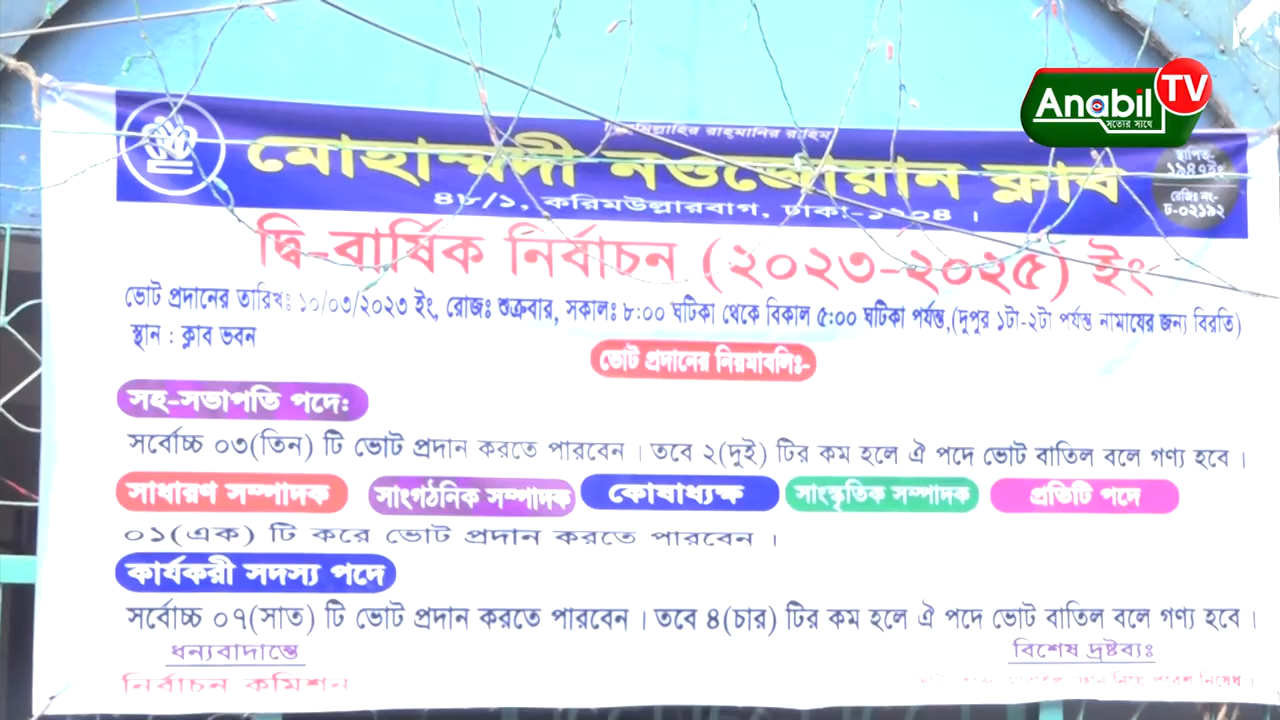 Anabil TV
সত্যের সাথে
বিসমিল্লাহির রাহমানির রাহিম
মোহাম্মদী নওজোয়ান ক্লাব
স্থাপিত-
১৯৪৭ইং
রেজিঃ নং-
ঢ-০২১৯২
৪৮/১, করিমউল্লারবাগ, ঢাকা-১২০৪ ।
দ্বি-বার্ষিক নির্বাচন (২০২৩-২০২৫) ইং
ভোট প্রদানের তারিখঃ ১০/০৩/২০২৩ ইং, রোজঃ শুক্রবার, সকালঃ ৮:০০ ঘটিকা থেকে বিকাল ৫:০০ ঘটিকা পর্যন্ত,(দুপুর ১টা-২টা পর্যন্ত নামাযের জন্য বিরতি)
স্থান : ক্লাব ভবন
ভোট প্রদানের নিয়মাবলিঃ-
সহ-সভাপতি পদে:
সর্বোচ্চ ০৩(তিন) টি ভোট প্রদান করতে পারবেন । তবে ২(দুই) টির কম হলে ঐ পদে ভোট বাতিল বলে গণ্য হবে ।
সাধারণ সম্পাদক সাংগঠনিক সম্পাদক কোষাধ্যক্ষ সাংস্কৃতিক সম্পাদক প্রতিটি পদে
০১(এক) টি করে ভোট প্রদান করতে পারবেন ।
কার্যকরী সদস্য পদে
সর্বোচ্চ ০৭(সাত) টি ভোট প্রদান করতে পারবেন । তবে ৪(চার) টির কম হলে ঐ পদে ভোট বাতিল বলে গণ্য হবে ।
ধন্যবাদান্তে
নির্বাচন কমিশন
বিশেষ দ্রষ্টব্যঃ
নিয়ে প্রবেশ নিষেধ ।